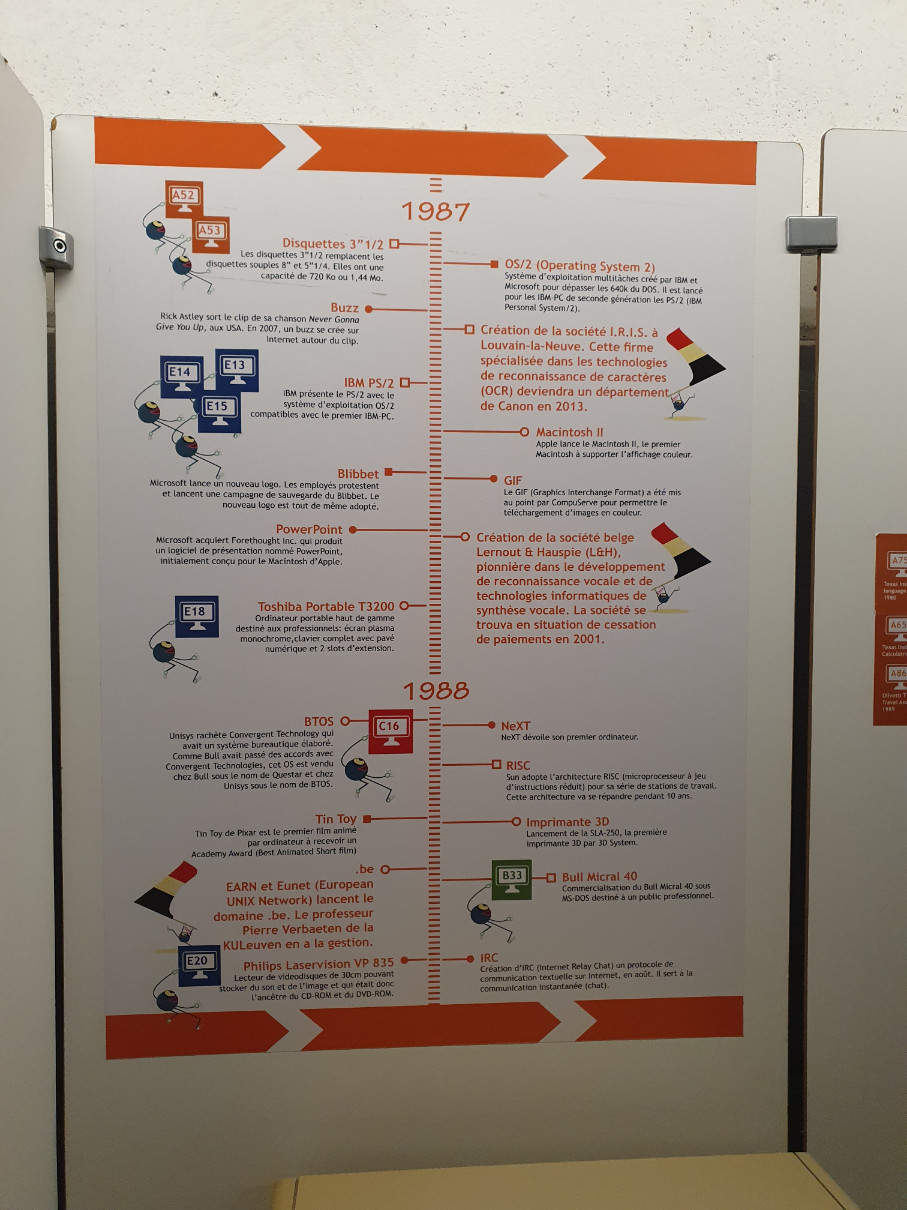 1987
A52
A53
Disquettes 3"1/2
Les disquettes 3"1/2 remplacent les
disquettes souples 8" et 5"1/4. Elles ont une
capacité de 720 Ko ou 1,44 Mo.
OS/2 (Operating System 2)
Système d'exploitation multitâches créé par IBM et
Microsoft pour dépasser les 640k du DOS. Il est lancé
pour les IBM-PC de seconde génération les PS/2 (IBM
Personal System/2).
Buzz
Rick Astley sort le clip de sa chanson Never Gonna
Give You Up, aux USA. En 2007, un buzz se crée sur
Internet autour du clip.
Création de la société I.R.I.S. à
Louvain-la-Neuve. Cette firme
spécialisée dans les technologies
de reconnaissance de caractères
(OCR) deviendra un département
de Canon en 2013.
E14
E13
E15
IBM PS/2
IBM présente le PS/2 avec le
système d'exploitation OS/2
compatibles avec le premier IBM-PC.
Macintosh II
Apple lance le Macintosh II, le premier
Macintosh à supporter l'affichage couleur.
Blibbet
Microsoft lance un nouveau logo. Les employés protestent
et lancent une campagne de sauvegarde du Blibbet. Le
nouveau logo est tout de même adopté.
GIF
Le GIF (Graphics Interchange Format) a été mis
au point par CompuServe pour permettre le
téléchargement d'images en couleur.
PowerPoint
Microsoft acquiert Forethought Inc. qui produit
un logiciel de présentation nommé PowerPoint,
initialement conçu pour le Macintosh d'Apple.
Création de la société belge
Lernout & Hauspie (L&H),
pionnière dans le développement
de reconnaissance vocale et de
technologies informatiques de
synthèse vocale. La société se
trouva en situation de cessation
de paiements en 2001.
E18
Toshiba Portable T3200
Ordinateur portable haut de gamme
destiné aux professionnels: écran plasma
monochrome,clavier complet avec pavé
numérique et 2 slots d'extension.
1988
BTOS
C16
Unisys rachète Convergent Technology qui
avait un système bureautique élaboré.
Comme Bull avait passé des accords avec
Convergent Technologies, cet OS est vendu
chez Bull sous le nom de Questar et chez
Unisys sous le nom de BTOS.
NeXT
NeXT dévoile son premier ordinateur.
RISC
Sun adopte l'architecture RISC (microprocesseur à jeu
d'instructions réduit) pour sa série de stations de travail.
Cette architecture va se répandre pendant 10 ans.
Tin Toy
Tin Toy de Pixar est le premier film animé
par ordinateur à recevoir un
Academy Award (Best Animated Short film)
Imprimante 3D
Lancement de la SLA-250, la première
imprimante 3D par 3D System.
.be
EARN et Eunet (European
UNIX Network) lancent le
domaine .be. Le professeur
Pierre Verbaeten de la
KULeuven en a la gestion.
B33
Bull Micral 40
Commercialisation du Bull Micral 40 sous
MS-DOS destiné à un public professionnel.
E20
Philips Laservision VP 835
Lecteur de videodisques de 30cm pouvant
stocker du son et de l'image et qui était donc
l'ancêtre du CD-ROM et du DVD-ROM.
IRC
Création d'IRC (Internet Relay Chat) un protocole de
communication textuelle sur Internet, en août. Il sert à la
communication instantanée (chat).
A75
Texas
language
1980
A65
Texas
A86
Olivetti
Travel